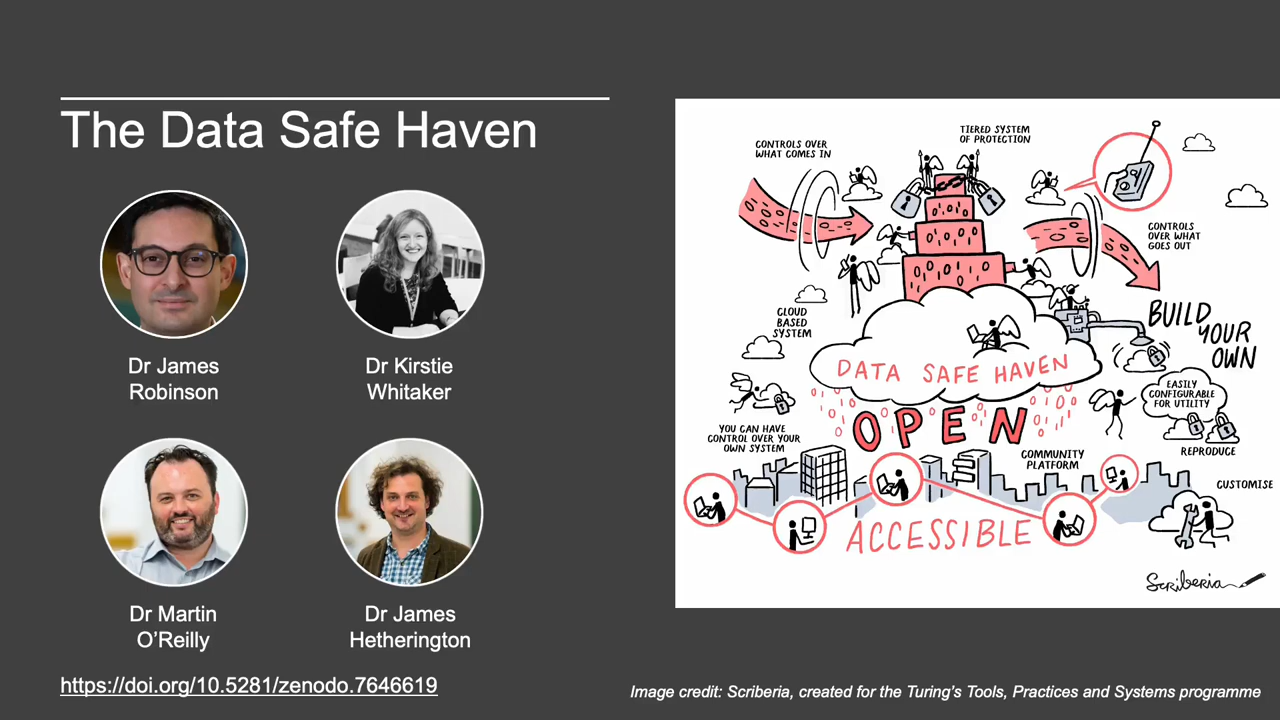 The Data Safe Haven
Dr James
Robinson
Dr Kirstie
Whitaker
Dr Martin
O’Reilly
Dr James
Hetherington
https://doi.org/10.5281/zenodo.7646619
CONTROLS OVER
WHAT COMES IN
TIERED SYSTEM
OF PROTECTION
CONTROLS
OVER WHAT
GOES OUT
CLOUD
BASED
SYSTEM
BUILD
YOUR
OWN
DATA SAFE HAVEN
OPEN
EASILY
CONFIGURABLE
FOR UTILITY
YOU CAN HAVE
CONTROL OVER YOUR
OWN SYSTEM
COMMUNITY
PLATFORM
REPRODUCE
CUSTOMISE
ACCESSIBLE
Scriberia
Image credit: Scriberia, created for the Turing’s Tools, Practices and Systems programme